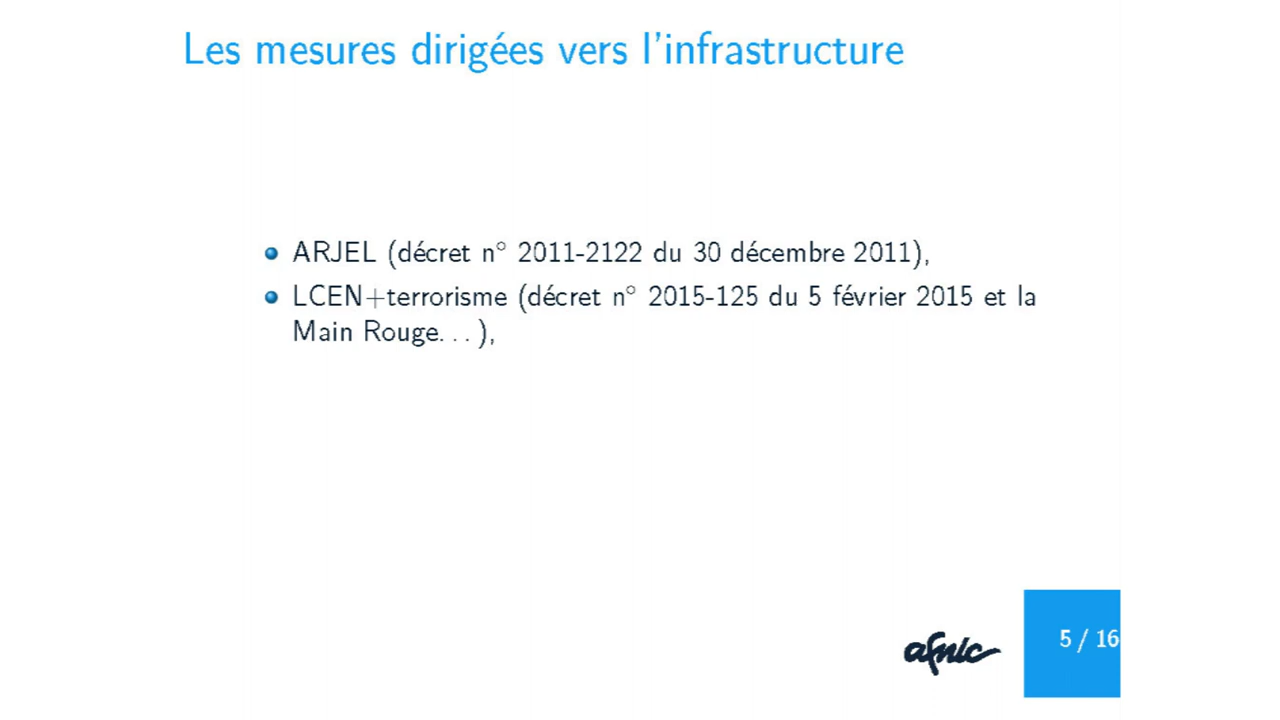 Les mesures dirigées vers l'infrastructure
ARJEL (décret n° 2011-2122 du 30 décembre 2011),
LCEN+terrorisme (décret n° 2015-125 du 5 février 2015 et la
Main Rouge. . . ),
afnic
5 / 16